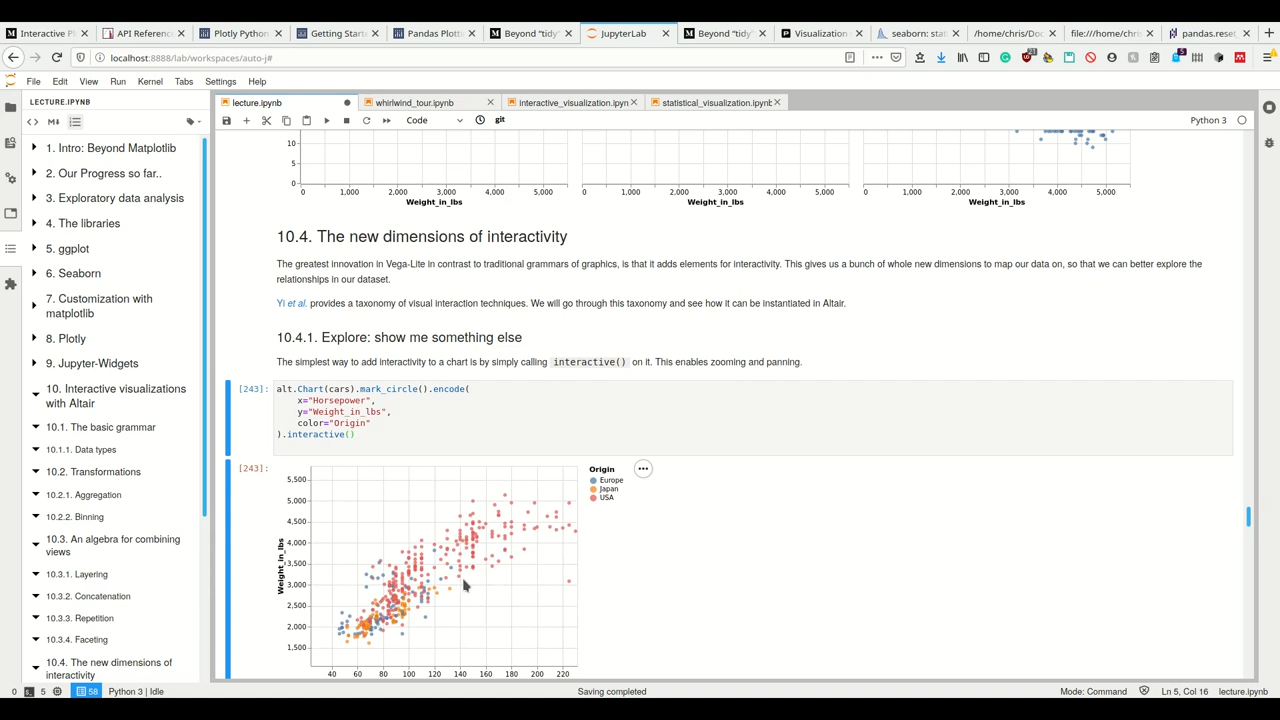 Interactive Pl
API Reference
Plotly Python
Getting Starte
Pandas Plotti
Beyond "tidy"
JupyterLab
Beyond "tidy"
Visualization
seaborn: stat
/home/chris/Doc
file:///home/chris
pandas.rese
localhost:8888/lab/workspaces/auto-j#
File Edit View Run Kernel Git Tabs Settings Help
LECTURE.IPYNB
lecture.ipynb
whirlwind_tour.ipynb
interactive_visualization.ipyn
statistical_visualization.ipynb
Code
git
Python 3
1. Intro: Beyond Matplotlib
2. Our Progress so far..
3. Exploratory data analysis
4. The libraries
5. ggplot
6. Seaborn
7. Customization with
matplotlib
8. Plotly
9. Jupyter-Widgets
10. Interactive visualizations
with Altair
10.1. The basic grammar
10.1.1. Data types
10.2. Transformations
10.2.1. Aggregation
10.2.2. Binning
10.3. An algebra for combining
views
10.3.1. Layering
10.3.2. Concatenation
10.3.3. Repetition
10.3.4. Faceting
10.4. The new dimensions of
interactivity
10
5
0
0 1,000 2,000 3,000 4,000 5,000
Weight_in_lbs
0 1,000 2,000 3,000 4,000 5,000
Weight_in_lbs
0 1,000 2,000 3,000 4,000 5,000
Weight_in_lbs
10.4. The new dimensions of interactivity
The greatest innovation in Vega-Lite in contrast to traditional grammars of graphics, is that it adds elements for interactivity. This gives us a bunch of whole new dimensions to map our data on, so that we can better explore the
relationships in our dataset.
Yi et al. provides a taxonomy of visual interaction techniques. We will go through this taxonomy and see how it can be instantiated in Altair.
10.4.1. Explore: show me something else
The simplest way to add interactivity to a chart is by simply calling interactive() on it. This enables zooming and panning.
[243]: alt.Chart(cars).mark_circle().encode(
x="Horsepower",
y="Weight_in_lbs",
color="Origin"
).interactive()
[243]:
5,500
5,000
4,500
4,000
3,500
3,000
2,500
2,000
1,500
Weight_in_lbs
40 60 80 100 120 140 160 180 200 220
Origin
Europe
Japan
USA
0 5 58 Python 3 | Idle
Saving completed
Mode: Command
Ln 5, Col 16
lecture.ipynb